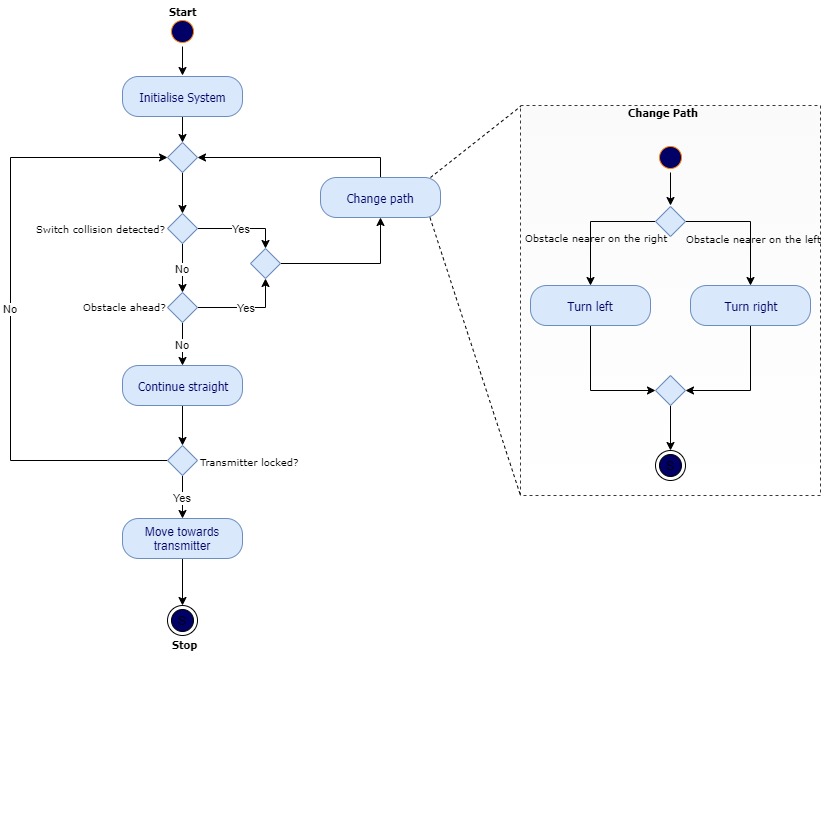 Start
Initialise System
Switch collision detected?
Yes
No
Obstacle ahead?
Yes
No
Continue straight
Transmitter locked?
No
Yes
Move towards
transmitter
Stop
Change path
Change Path
Obstacle nearer on the right
Obstacle nearer on the left
Turn left
Turn right